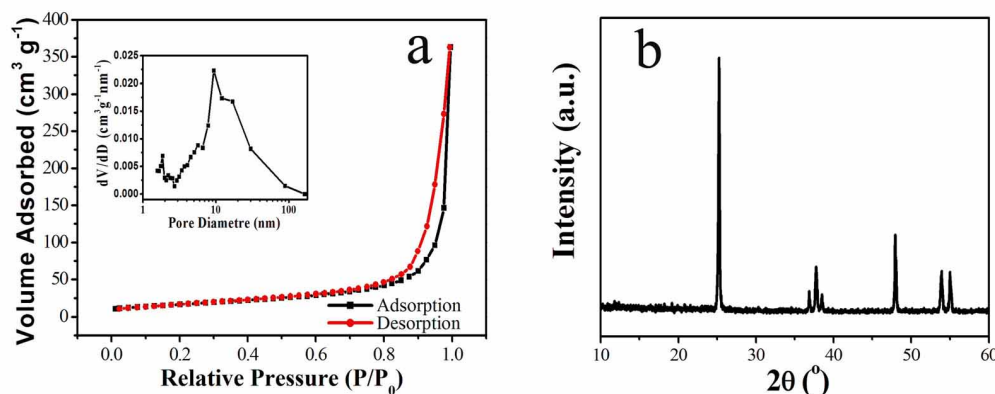 a
Volume Adsorbed (cm³ g⁻¹)
400
350
300
250
200
150
100
50
0
0.0 0.2 0.4 0.6 0.8 1.0
Relative Pressure (P/P₀)
Adsorption
Desorption
dV/dD (cm³g⁻¹nm⁻¹)
0.025
0.020
0.015
0.010
0.005
0.000
1 10 100
Pore Diametre (nm)
b
Intensity (a.u.)
10 20 30 40 50 60
2θ (°)